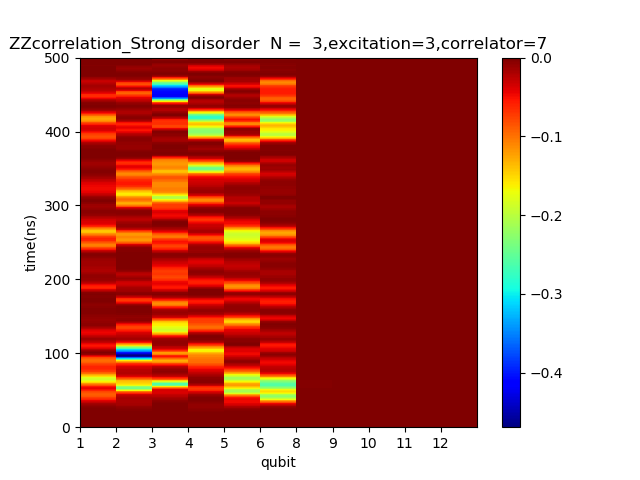 ZZcorrelation_Strong disorder  N =  3,excitation=3,correlator=7
500
400
300
200
100
0
time(ns)
1 2 3 4 5 6 8 9 10 11 12
qubit
0.0
−0.1
−0.2
−0.3
−0.4